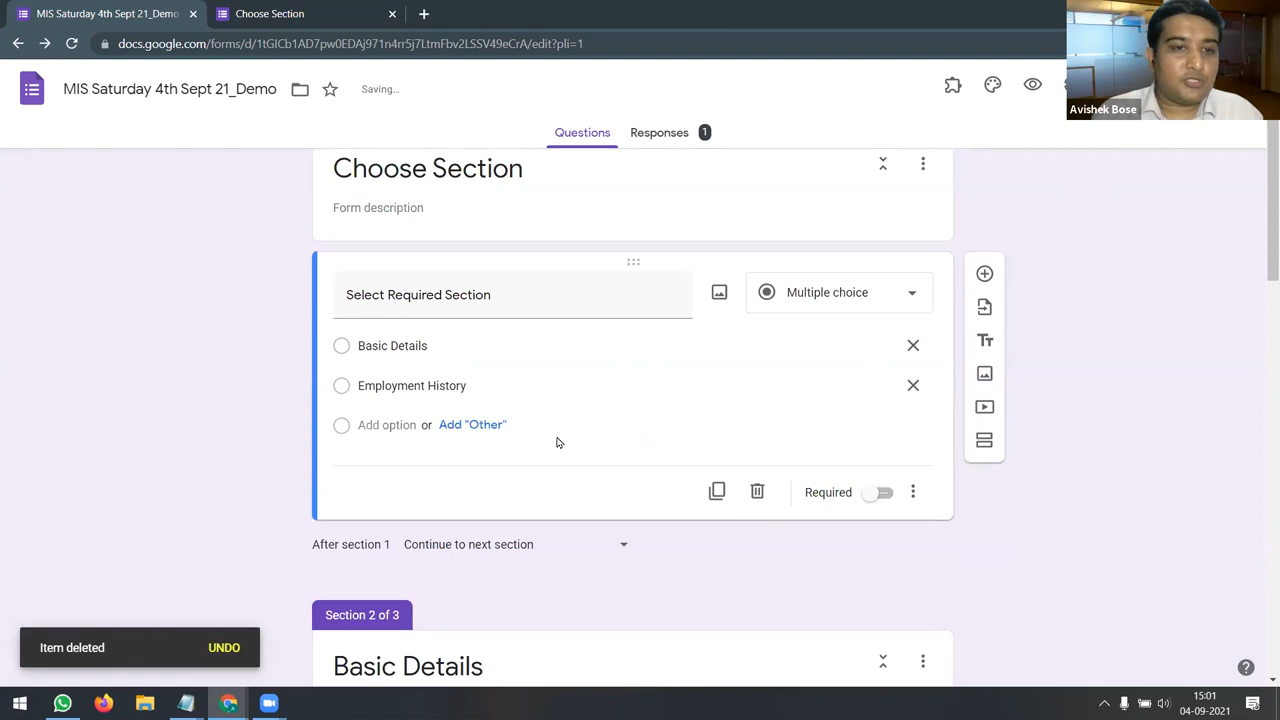 MIS Saturday 4th Sept 21_Demo
Choose Section
docs.google.com/forms/d/1tGICb1AD7pw0EDAj971n4rr5j7LtmFbv2LSSV49eCrA/edit?pli=1
MIS Saturday 4th Sept 21_Demo
Saving...
Avishek Bose
Questions
Responses
1
Choose Section
Form description
Select Required Section
Multiple choice
Basic Details
Employment History
Add option or Add "Other"
Required
After section 1 Continue to next section
Section 2 of 3
Item deleted UNDO
Basic Details
15:01
04-09-2021